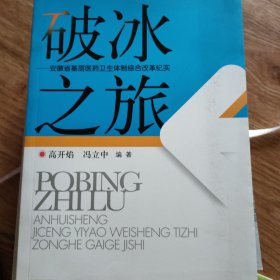 破冰
——安徽省基层医药卫生体制综合改革纪实
之旅
高开焰 冯立中 编著
POBING
ZHI LU
ANHUISHENG
JICENG YIYAO WEISHENG TIZHI
ZONGHE GAIGE JISHI